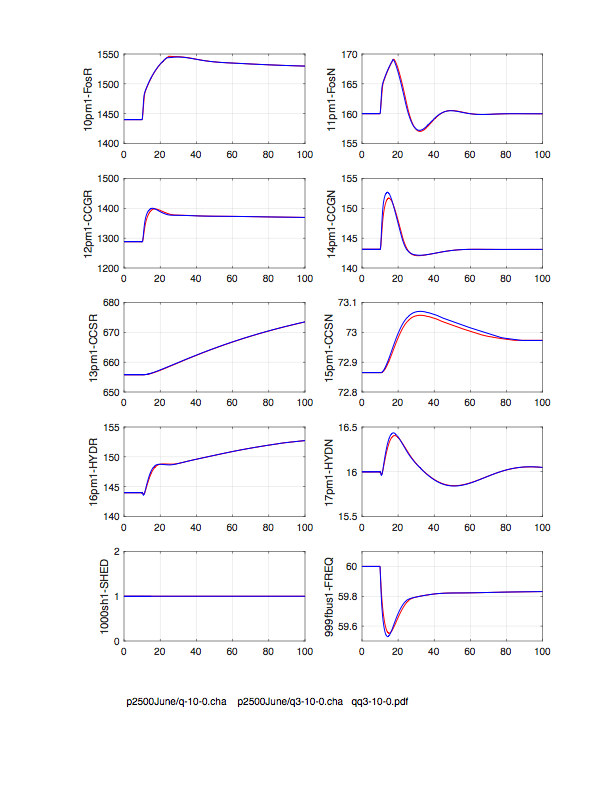 1550
1500
1450
1400
10pm1-FosR
0 20 40 60 80 100
170
165
160
155
11pm1-FosN
0 20 40 60 80 100
1500
1400
1300
1200
12pm1-CCGR
0 20 40 60 80 100
155
150
145
140
14pm1-CCGN
0 20 40 60 80 100
680
670
660
650
13pm1-CCSR
0 20 40 60 80 100
73.1
73
72.9
72.8
15pm1-CCSN
0 20 40 60 80 100
155
150
145
140
16pm1-HYDR
0 20 40 60 80 100
16.5
16
15.5
17pm1-HYDN
0 20 40 60 80 100
2
1
0
1000sh1-SHED
0 20 40 60 80 100
60
59.8
59.6
999fbus1-FREQ
0 20 40 60 80 100
p2500June/q-10-0.cha p2500June/q3-10-0.cha qq3-10-0.pdf